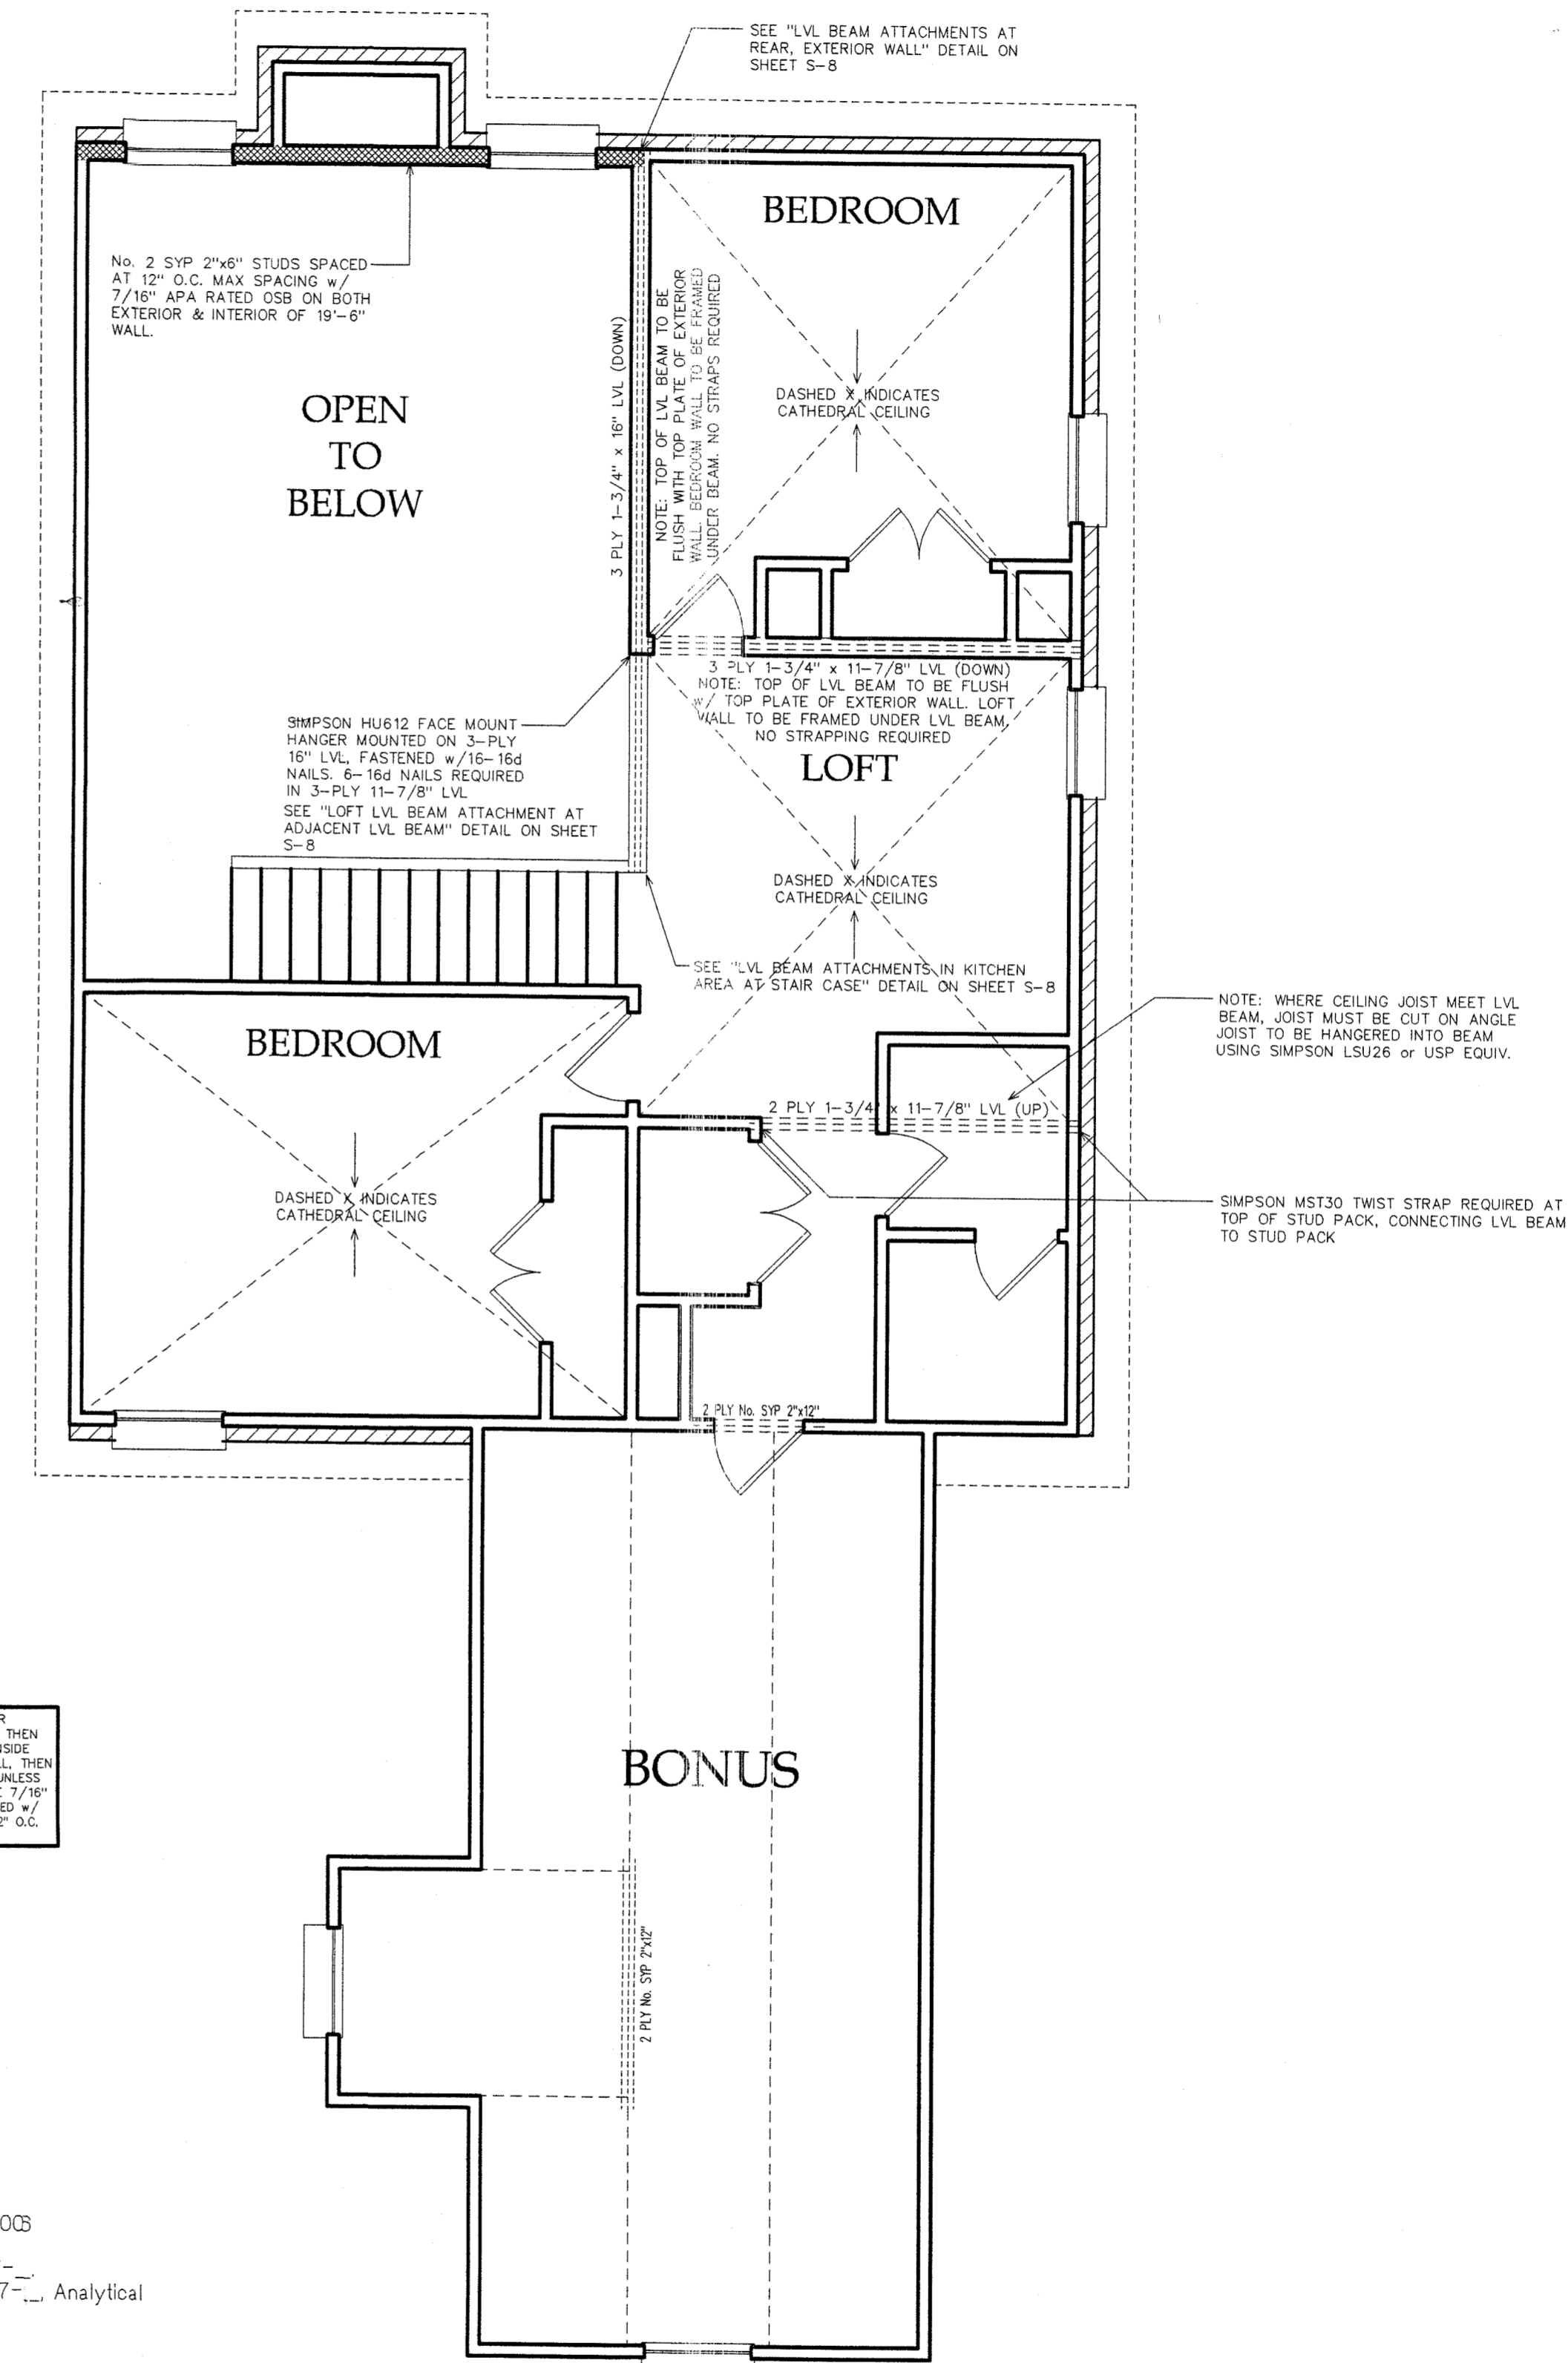 SEE "LVL BEAM ATTACHMENTS AT
REAR, EXTERIOR WALL" DETAIL ON
SHEET S-8
BEDROOM
No. 2 SYP 2"x6" STUDS SPACED
AT 12" O.C. MAX SPACING w/
7/16" APA RATED OSB ON BOTH
EXTERIOR & INTERIOR OF 19'-6"
WALL.
OPEN
TO
BELOW
3 PLY 1-3/4" x 16" LVL (DOWN)
NOTE: TOP OF LVL BEAM TO BE
FLUSH WITH TOP PLATE OF EXTERIOR
WALL. BEDROOM WALL TO BE FRAMED
UNDER BEAM. NO STRAPS REQUIRED
DASHED X INDICATES
CATHEDRAL CEILING
3 PLY 1-3/4" x 11-7/8" LVL (DOWN)
NOTE: TOP OF LVL BEAM TO BE FLUSH
w/ TOP PLATE OF EXTERIOR WALL. LOFT
WALL TO BE FRAMED UNDER LVL BEAM,
NO STRAPPING REQUIRED
LOFT
SIMPSON HU612 FACE MOUNT
HANGER MOUNTED ON 3-PLY
16" LVL, FASTENED w/16-16d
NAILS. 6-16d NAILS REQUIRED
IN 3-PLY 11-7/8" LVL
SEE "LOFT LVL BEAM ATTACHMENT AT
ADJACENT LVL BEAM" DETAIL ON SHEET
S-8
DASHED X INDICATES
CATHEDRAL CEILING
SEE "LVL BEAM ATTACHMENTS IN KITCHEN
AREA AT STAIR CASE" DETAIL ON SHEET S-8
NOTE: WHERE CEILING JOIST MEET LVL
BEAM, JOIST MUST BE CUT ON ANGLE
JOIST TO BE HANGERED INTO BEAM
USING SIMPSON LSU26 or USP EQUIV.
BEDROOM
2 PLY 1-3/4" x 11-7/8" LVL (UP)
DASHED X INDICATES
CATHEDRAL CEILING
SIMPSON MST30 TWIST STRAP REQUIRED AT
TOP OF STUD PACK, CONNECTING LVL BEAM
TO STUD PACK
2 PLY No. SYP 2"x12"
BONUS
THEN
LL, THEN
UNLESS
7/16"
ED w/
2" O.C.
2 PLY No. SYP 2"x12"
7- , Analytical